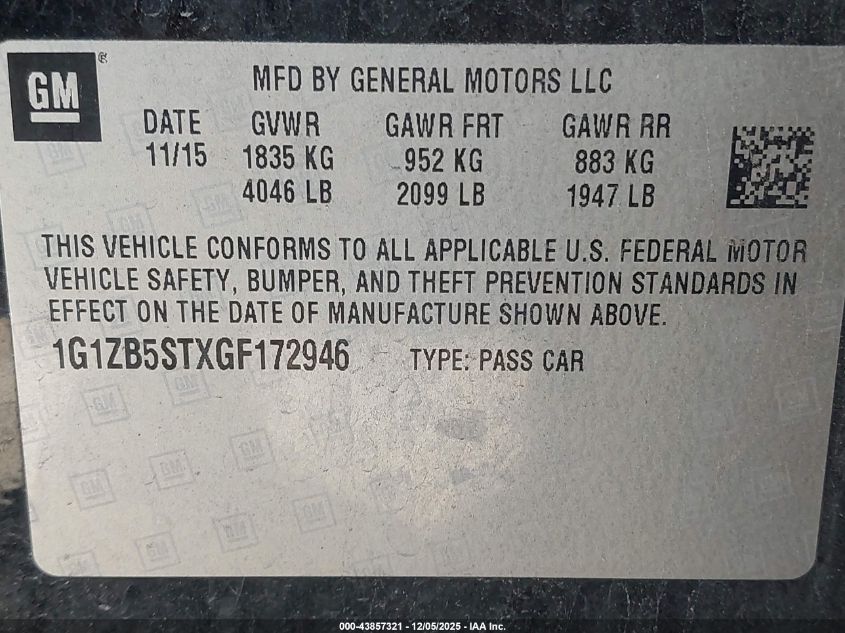 GM
MFD BY GENERAL MOTORS LLC
DATE GVWR GAWR FRT GAWR RR
11/15 1835 KG 952 KG 883 KG
4046 LB 2099 LB 1947 LB
THIS VEHICLE CONFORMS TO ALL APPLICABLE U.S. FEDERAL MOTOR
VEHICLE SAFETY, BUMPER, AND THEFT PREVENTION STANDARDS IN
EFFECT ON THE DATE OF MANUFACTURE SHOWN ABOVE.
1G1ZB5STXGF172946 TYPE: PASS CAR
000-43857321 - 12/05/2025 - IAA Inc.